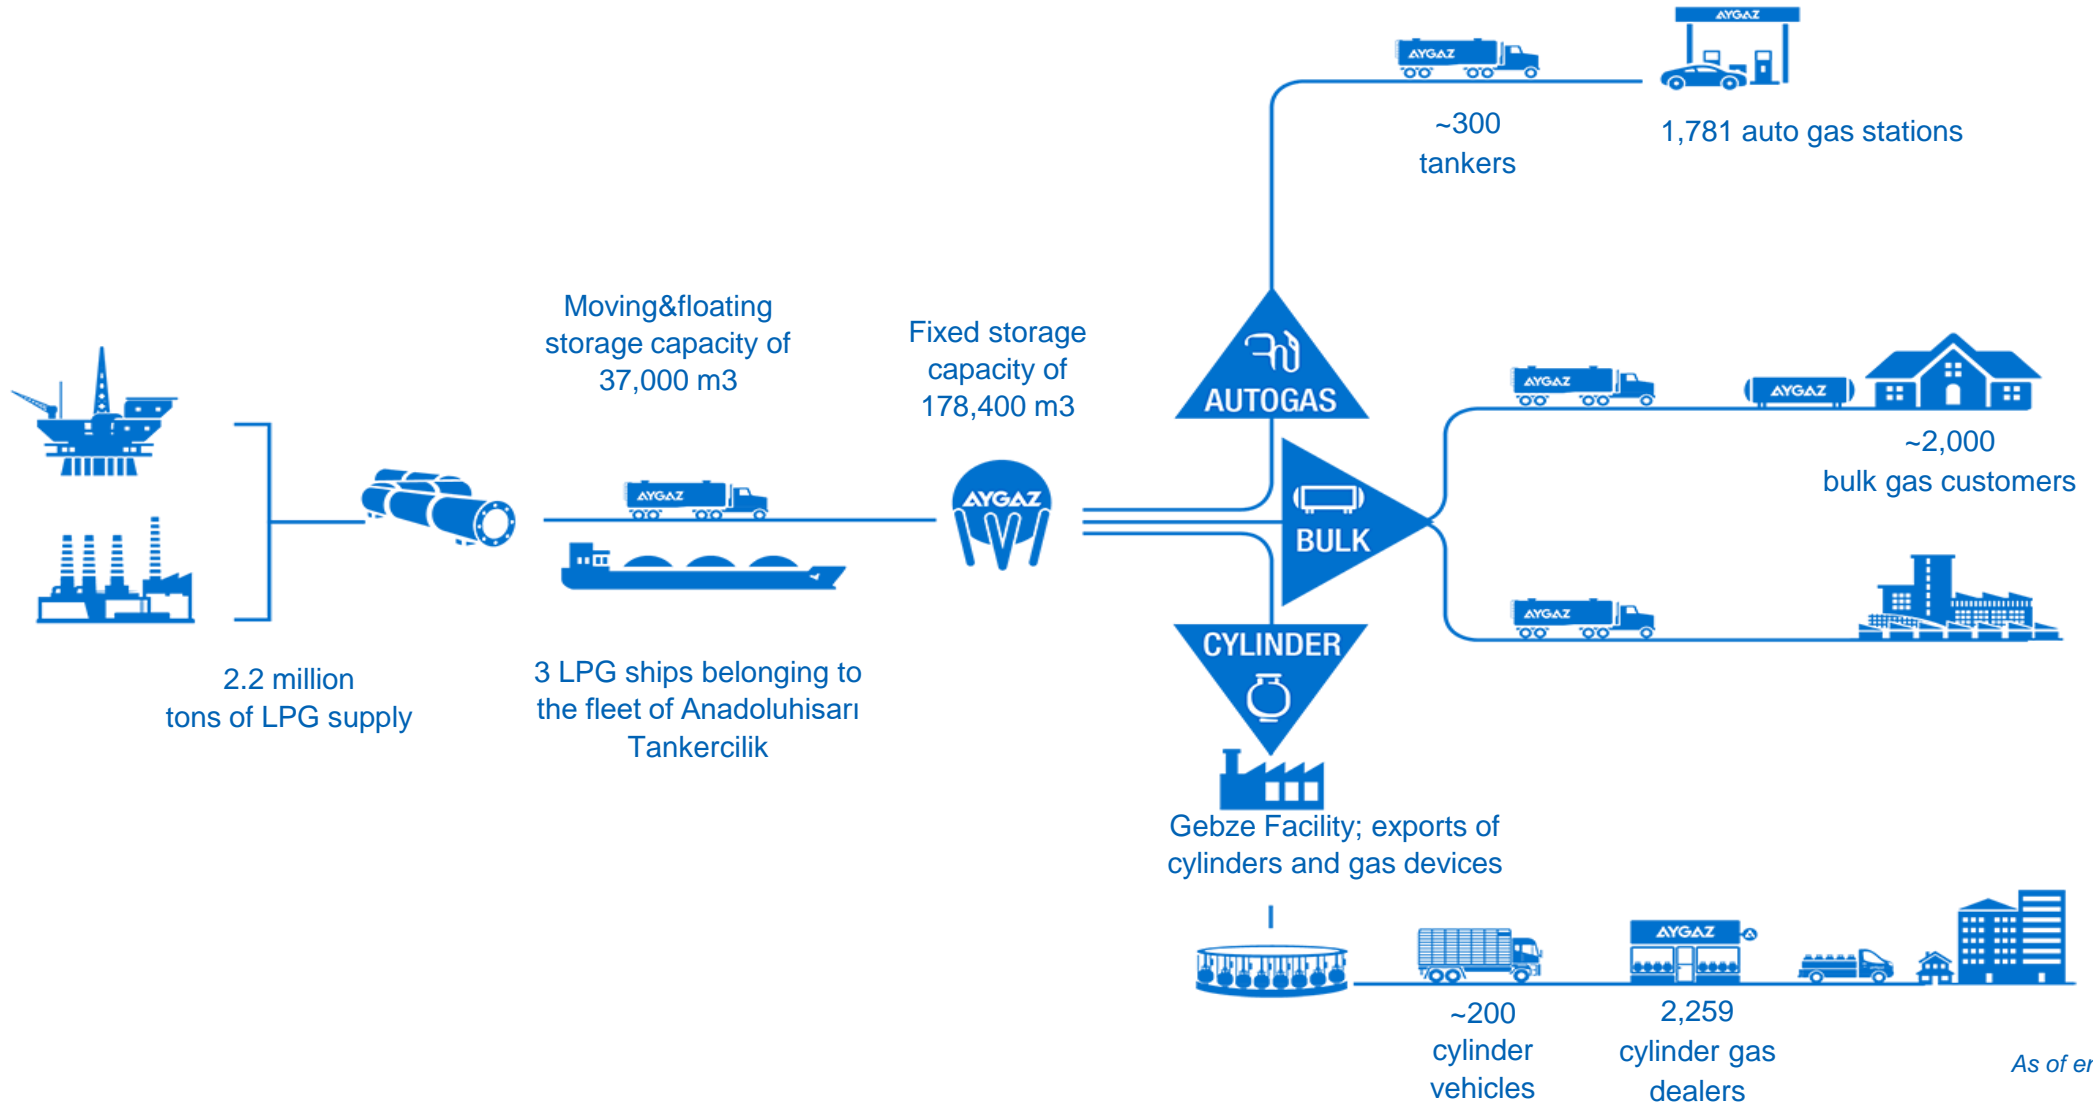 AYGAZ
AYGAZ
~300
tankers
1,781 auto gas stations
Moving&floating
storage capacity of
37,000 m3
Fixed storage
capacity of
178,400 m3
AUTOGAS
AYGAZ
AYGAZ
~2,000
bulk gas customers
AYGAZ
AYGAZ
BULK
AYGAZ
CYLINDER
2.2 million
tons of LPG supply
3 LPG ships belonging to
the fleet of Anadoluhisarı
Tankercilik
Gebze Facility; exports of
cylinders and gas devices
AYGAZ
~200
cylinder
vehicles
2,259
cylinder gas
dealers
As of